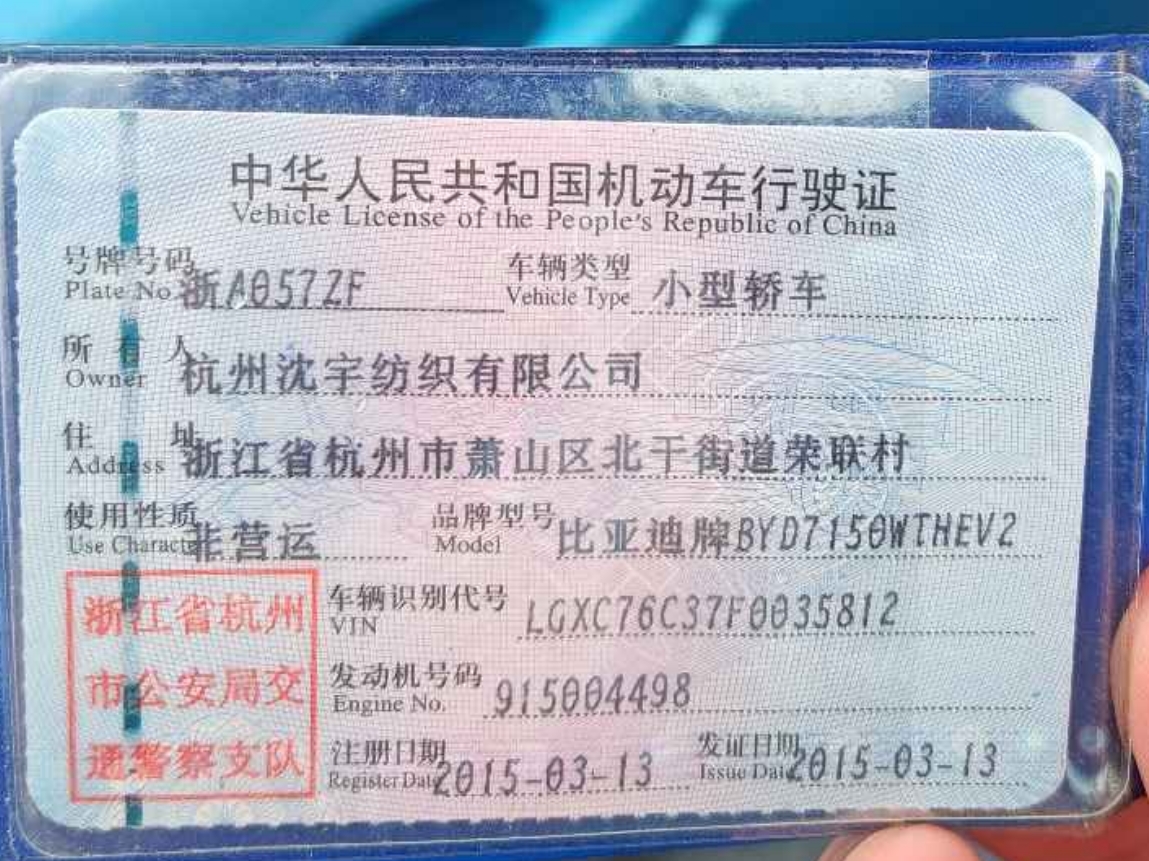 中华人民共和国机动车行驶证
Vehicle License of the People's Republic of China
号牌号码 浙A057ZF 车辆类型 小型轿车
Plate No. Vehicle Type
所有人 杭州沈宇纺织有限公司
Owner
住址 浙江省杭州市萧山区北干街道荣联村
Address
使用性质 非营运 品牌型号 比亚迪牌BYD7150WTHEV2
Use Character Model
浙江省杭州
市公安局交
通警察支队
车辆识别代号 LGXC76C37F0035812
VIN
发动机号码 915004498
Engine No.
注册日期 2015-03-13 发证日期 2015-03-13
Register Date Issue Date